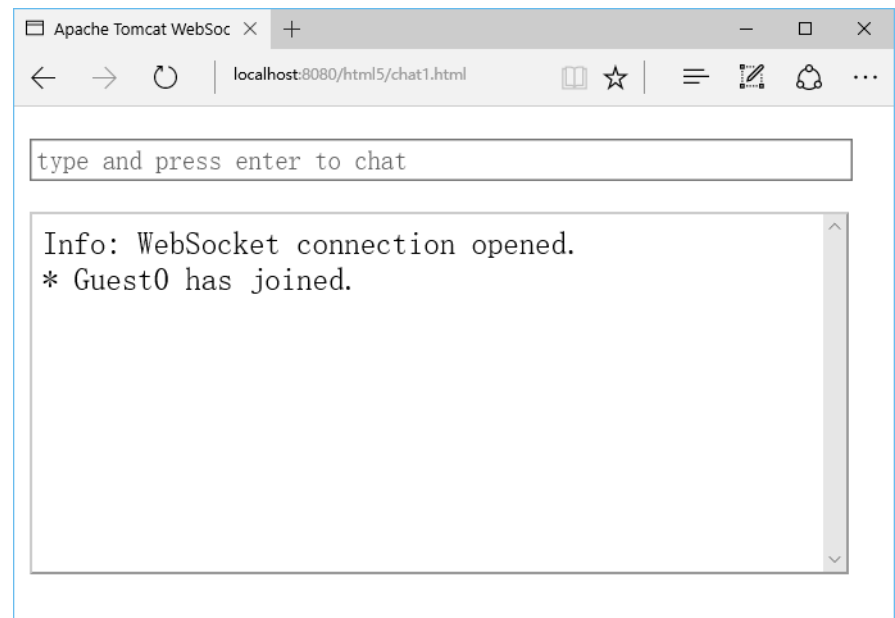 Apache Tomcat WebSoc
localhost:8080/html5/chat1.html
type and press enter to chat
Info: WebSocket connection opened.
* Guest0 has joined.